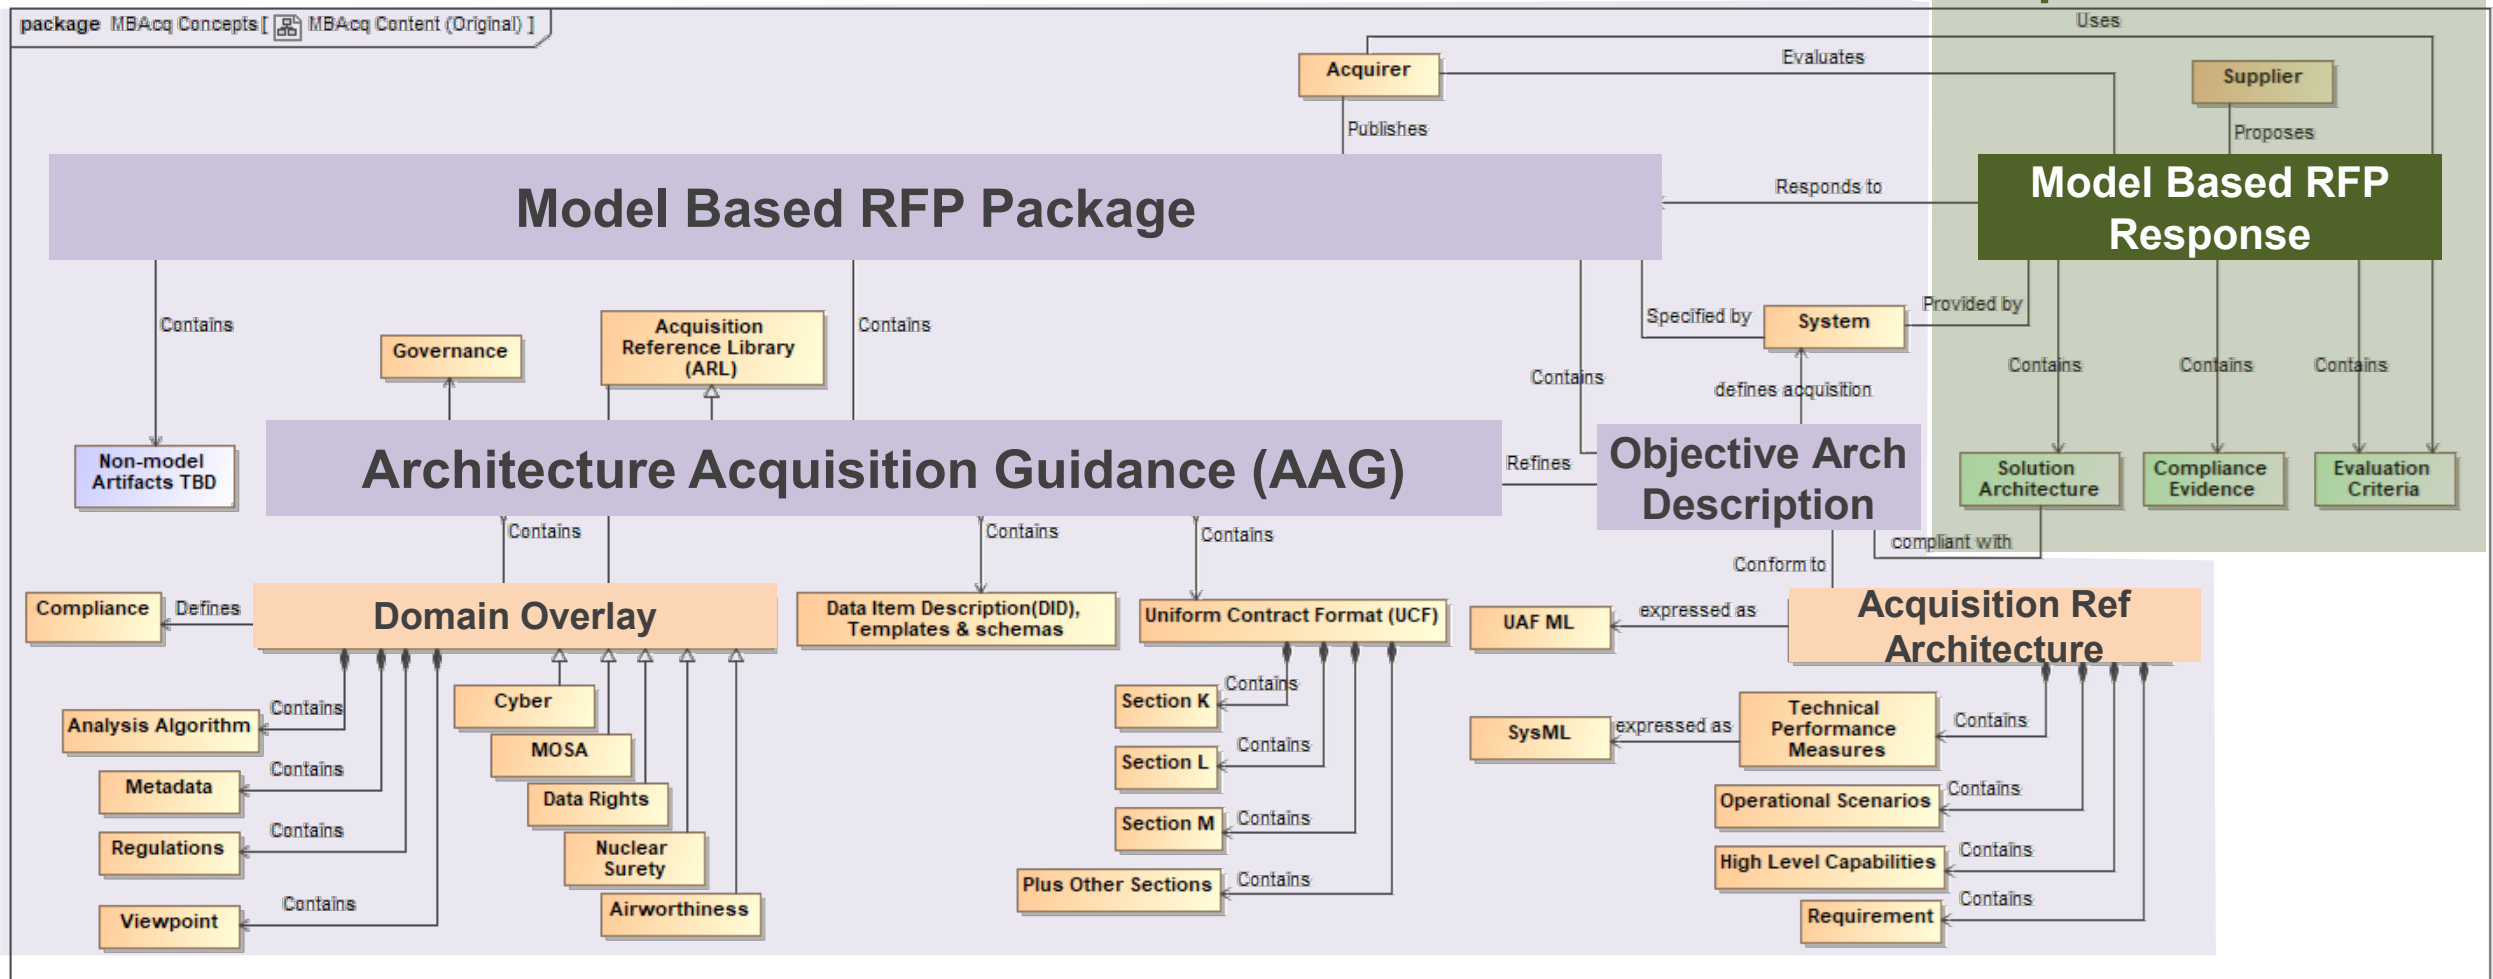 package MBAcq Concepts [ MBAcq Content (Original) ]
Uses
Evaluates
Acquirer
Supplier
Publishes
Proposes
Model Based RFP Package
Responds to
Model Based RFP
Response
Contains
Governance
Acquisition
Reference Library
(ARL)
Contains
Specified by
System
Provided by
Contains
defines acquisition
Contains
Contains
Contains
Non-model
Artifacts TBD
Architecture Acquisition Guidance (AAG)
Refines
Objective Arch
Description
Solution
Architecture
Compliance
Evidence
Evaluation
Criteria
Contains
Contains
Contains
compliant with
Conform to
Compliance
Defines
Domain Overlay
Data Item Description(DID),
Templates & schemas
Uniform Contract Format (UCF)
UAF ML
expressed as
Acquisition Ref
Architecture
Analysis Algorithm
Contains
Cyber
Section K
Contains
SysML
expressed as
Technical
Performance
Measures
Contains
MOSA
Section L
Contains
Metadata
Contains
Data Rights
Operational Scenarios
Contains
Section M
Contains
Regulations
Contains
Nuclear
Surety
High Level Capabilities
Contains
Plus Other Sections
Contains
Viewpoint
Contains
Airworthiness
Requirement
Contains